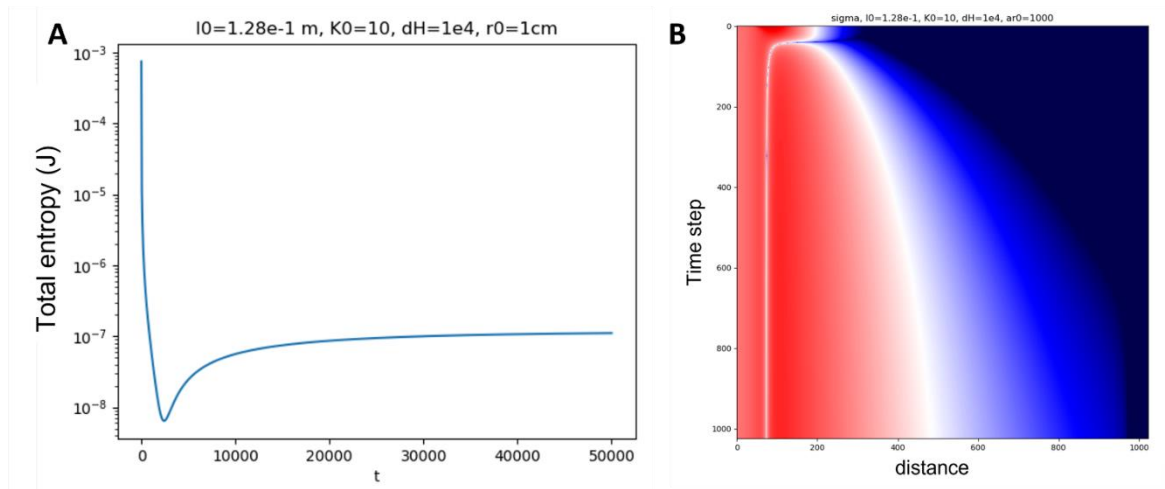 A
l0=1.28e-1 m, K0=10, dH=1e4, r0=1cm
Total entropy (J)
10⁻³
10⁻⁴
10⁻⁵
10⁻⁶
10⁻⁷
10⁻⁸
0 10000 20000 30000 40000 50000
t
B
sigma, l0=1.28e-1, K0=10, dH=1e4, ar0=1000
Time step
0
200
400
600
800
1000
0 200 400 600 800 1000
distance